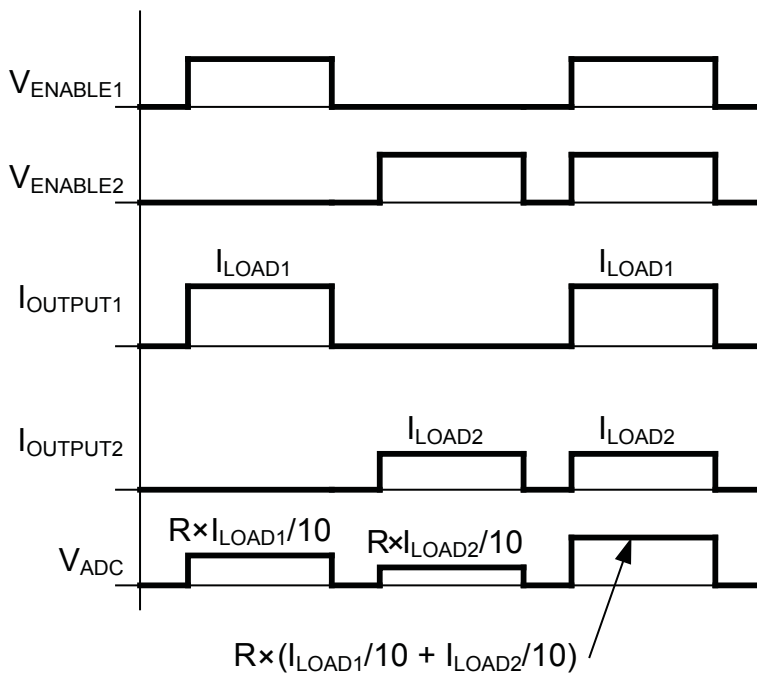 VENABLE1
VENABLE2
ILOAD1 ILOAD1
IOUTPUT1
ILOAD2 ILOAD2
IOUTPUT2
R×ILOAD1/10 R×ILOAD2/10
VADC
R×(ILOAD1/10 + ILOAD2/10)